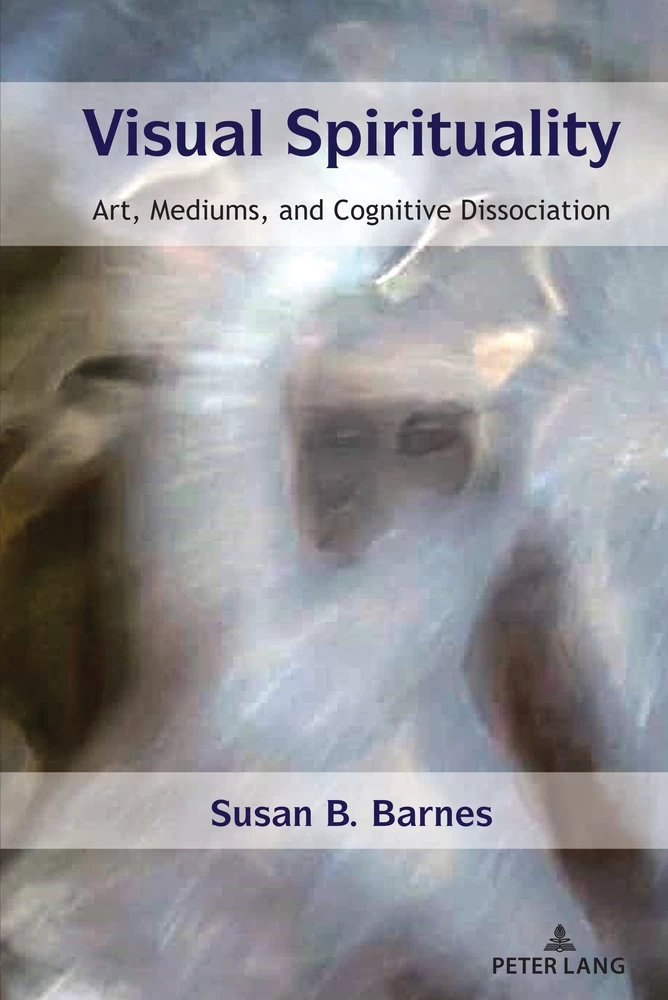 Visual Spirituality
Art, Mediums, and Cognitive Dissociation
Susan B. Barnes
PETER LANG